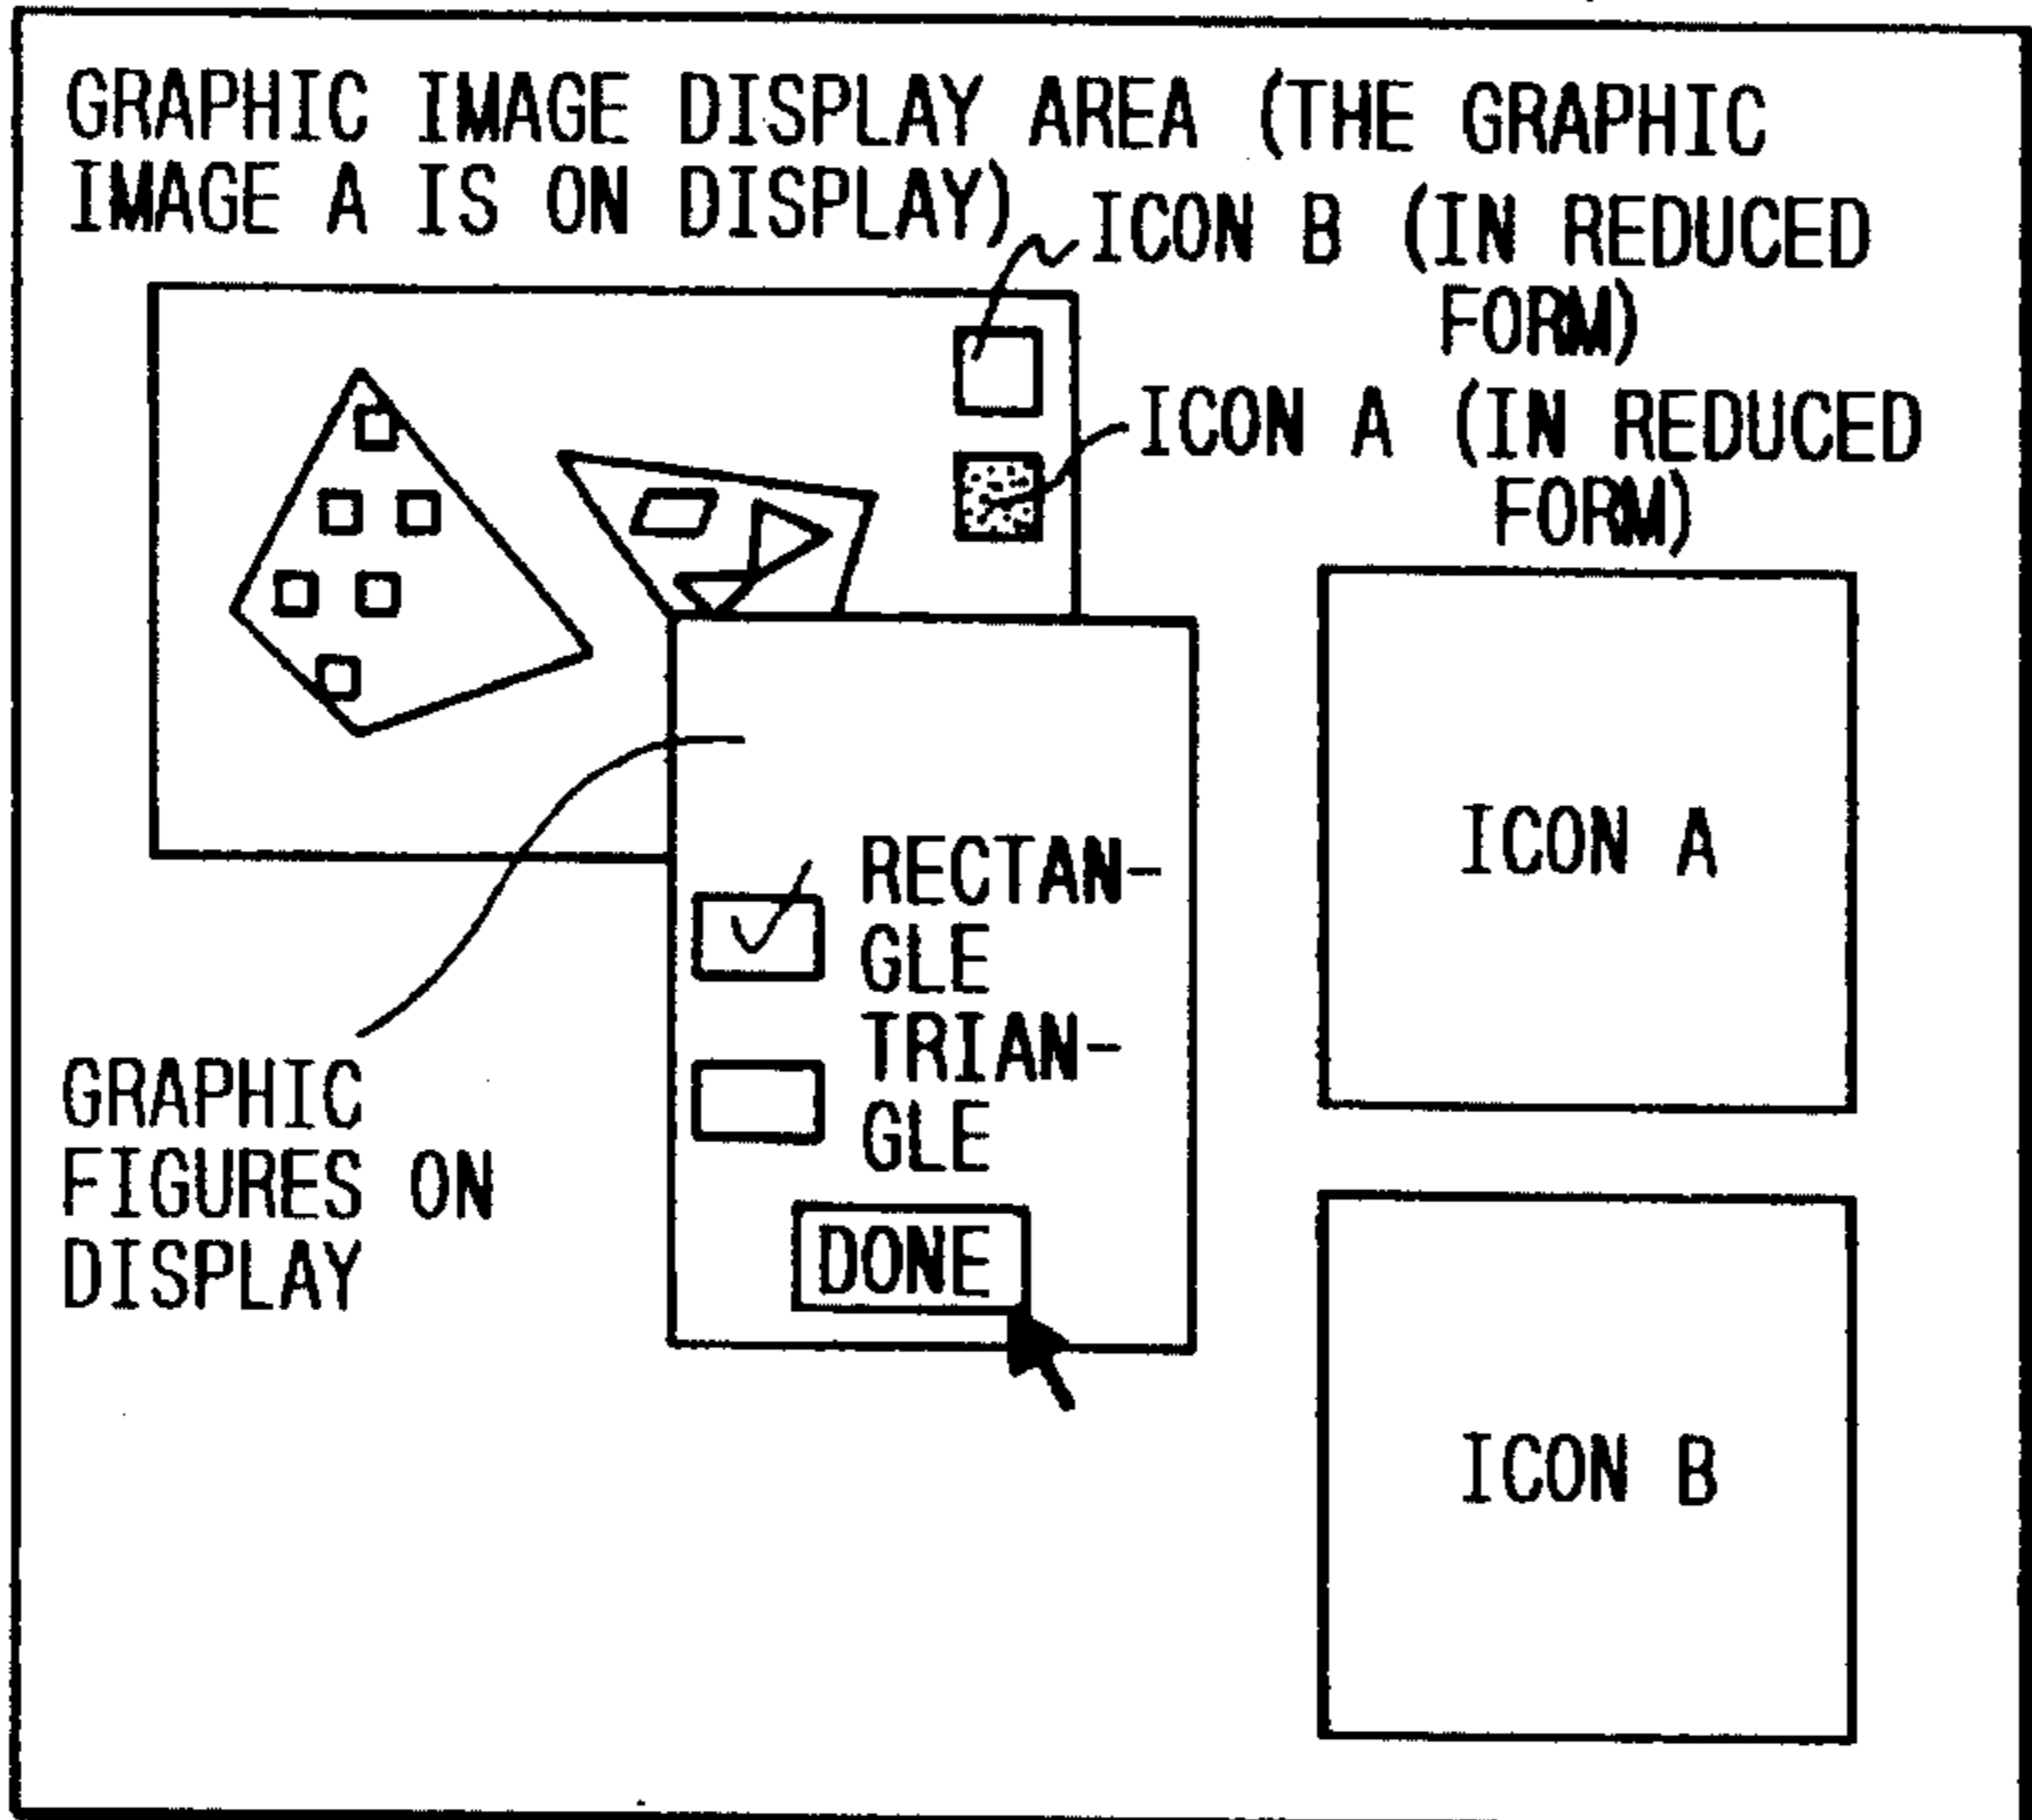 GRAPHIC IMAGE DISPLAY AREA (THE GRAPHIC
IMAGE A IS ON DISPLAY)
ICON B (IN REDUCED
FORM)
ICON A (IN REDUCED
FORM)
RECTAN-
GLE
TRIAN-
GLE
DONE
GRAPHIC
FIGURES ON
DISPLAY
ICON A
ICON B